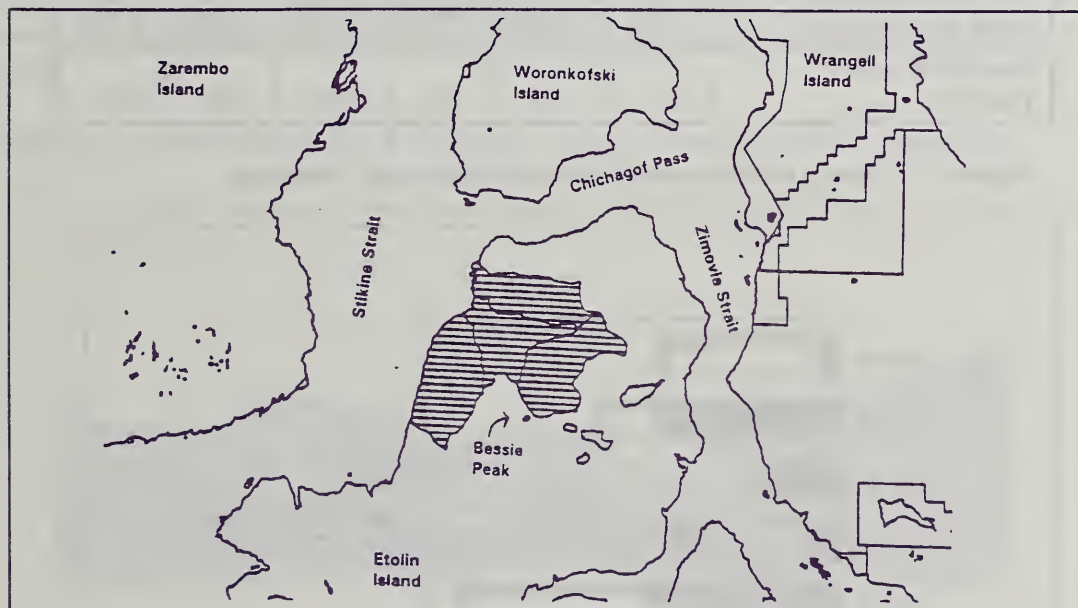 Zarembo
Island
Woronkofski
Island
Wrangell
Island
Chichagof Pass
Stikine Strait
Zimovia Strait
Bessie
Peak
Etolin
Island